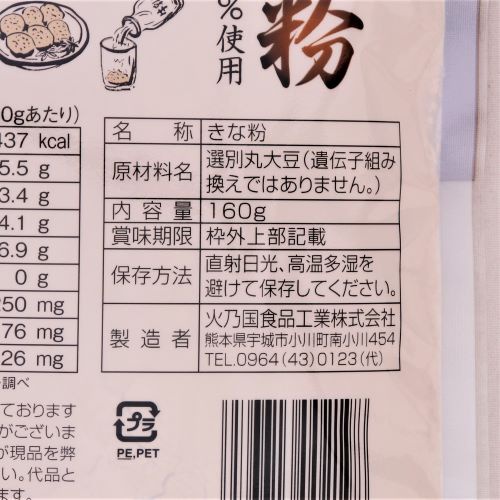 粉
%使用
0gあたり)
437 kcal
5.5 g
3.4 g
4.1 g
6.9 g
0 g
250 mg
76 mg
26 mg
調べ
名 称 きな粉
原材料名 選別丸大豆(遺伝子組み
換えではありません。)
内容量 160g
賞味期限 枠外上部記載
保存方法 直射日光、高温多湿を
避けて保存してください。
製造者 火乃国食品工業株式会社
熊本県宇城市小川町南小川454
TEL.0964(43)0123(代)
ております
がございま
が現品を弊
い。代品と
ます。
プラ
PE,PET